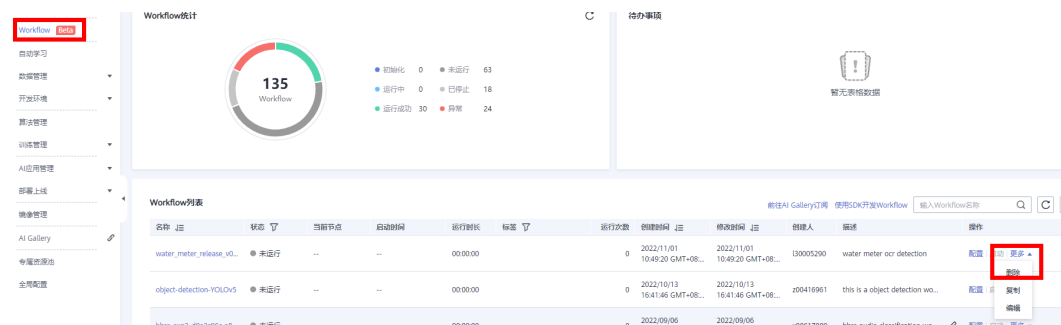 Workflow Beta
自动学习
数据管理
开发环境
算法管理
训练管理
AI应用管理
部署上线
镜像管理
AI Gallery
专属资源池
全局配置
Workflow统计
135
Workflow
初始化 0 未运行 63
运行中 0 已停止 18
运行成功 30 异常 24
待办事项
暂无表格数据
Workflow列表
前往AI Gallery订阅 使用SDK开发Workflow 输入Workflow名称
名称 状态 当前节点 启动时间 运行时长 标签 运行次数 创建时间 修改时间 创建人 描述 操作
water_meter_release_v0... 未运行 -- -- 00:00:00 0 2022/11/01 10:49:20 GMT+08:... 2022/11/01 10:49:20 GMT+08:... l30005290 water meter ocr detection 配置 启动 更多
删除
object-detection-YOLOv5 未运行 -- -- 00:00:00 0 2022/10/13 16:41:46 GMT+08:... 2022/10/13 16:41:46 GMT+08:... z00416961 this is a object detection wo... 配置 复制
编辑
2022/09/06 2022/09/06